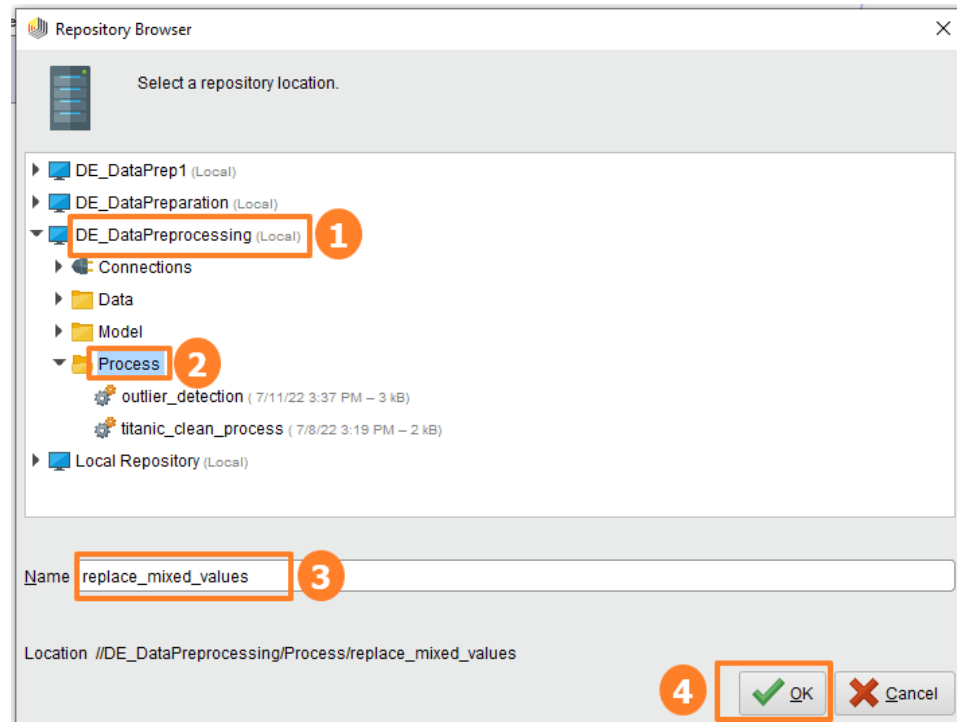 Repository Browser
Select a repository location.
DE_DataPrep1 (Local)
DE_DataPreparation (Local)
DE_DataPreprocessing (Local) 1
Connections
Data
Model
Process 2
outlier_detection ( 7/11/22 3:37 PM – 3 kB)
titanic_clean_process ( 7/8/22 3:19 PM – 2 kB)
Local Repository (Local)
Name replace_mixed_values 3
Location //DE_DataPreprocessing/Process/replace_mixed_values
4 OK Cancel